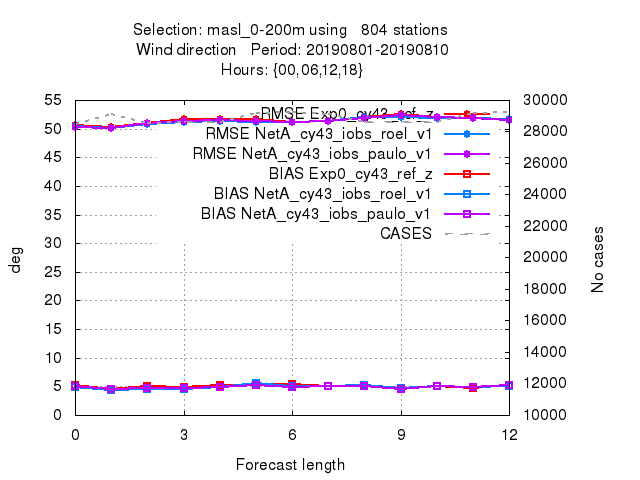 Selection: masl_0-200m using   804 stations
Wind direction   Period: 20190801-20190810
Hours: {00,06,12,18}
RMSE Exp0_cy43_ref_z
RMSE NetA_cy43_iobs_roel_v1
RMSE NetA_cy43_iobs_paulo_v1
BIAS Exp0_cy43_ref_z
BIAS NetA_cy43_iobs_roel_v1
BIAS NetA_cy43_iobs_paulo_v1
CASES
55
50
45
40
35
30
25
20
15
10
5
0
deg
30000
28000
26000
24000
22000
20000
18000
16000
14000
12000
10000
No cases
0 3 6 9 12
Forecast length